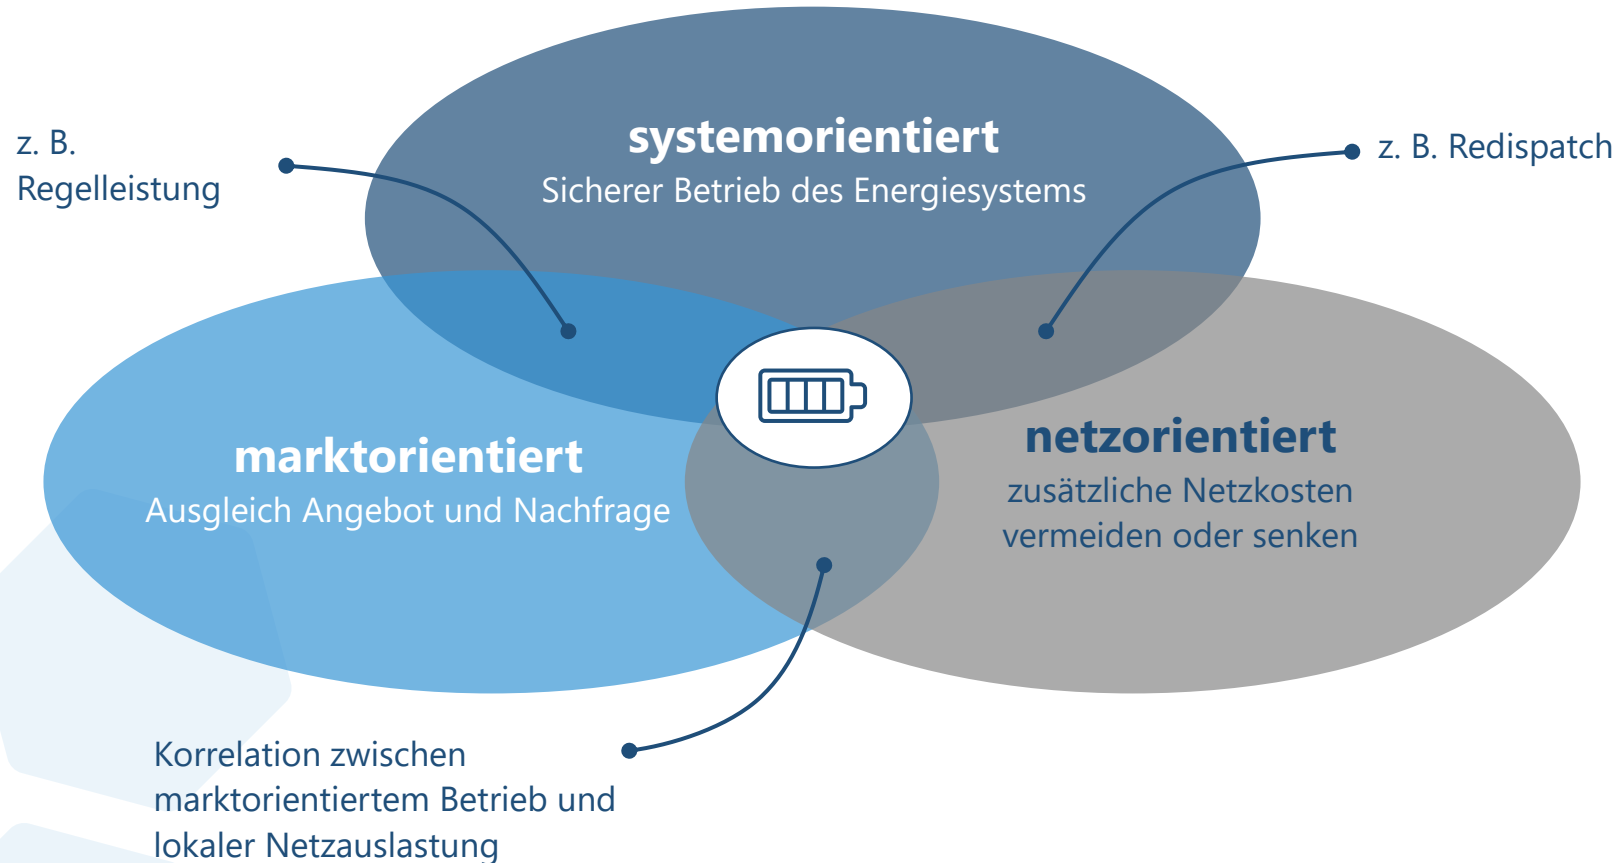 systemorientiert
Sicherer Betrieb des Energiesystems
z. B.
Regelleistung
z. B. Redispatch
marktorientiert
Ausgleich Angebot und Nachfrage
netzorientiert
zusätzliche Netzkosten
vermeiden oder senken
Korrelation zwischen
marktorientiertem Betrieb und
lokaler Netzauslastung